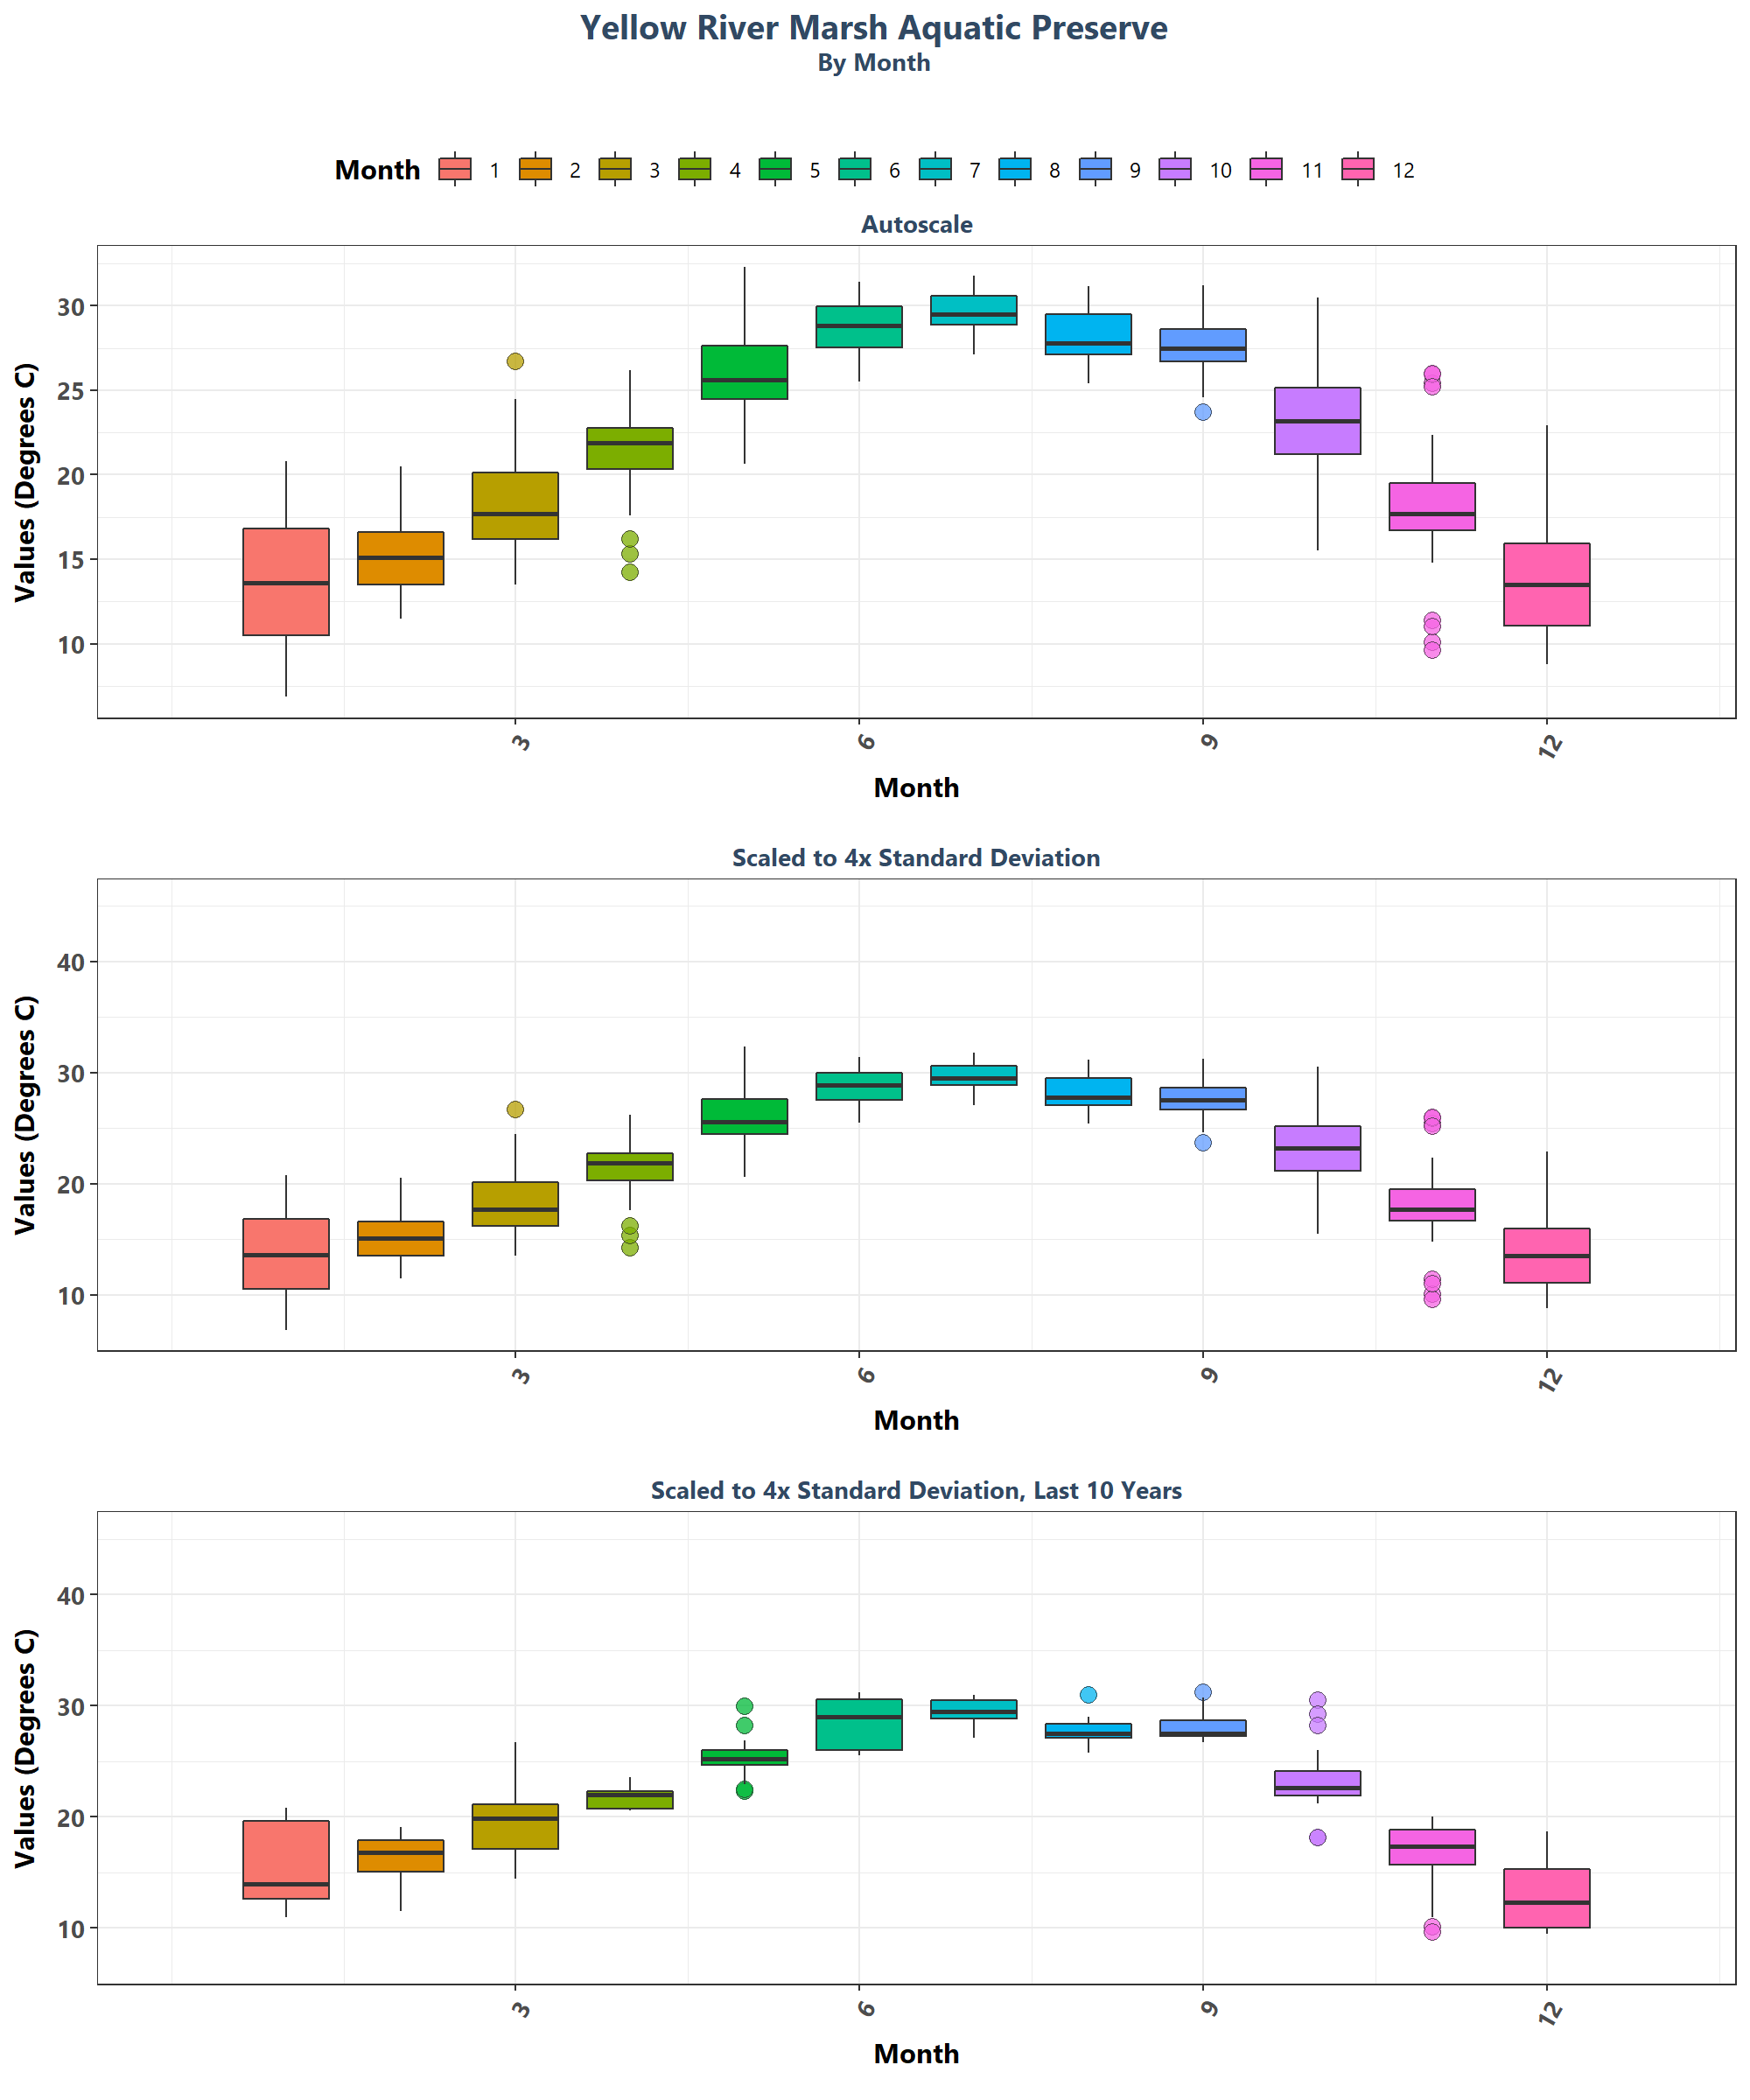 Yellow River Marsh Aquatic Preserve
By Month
Month 1 2 3 4 5 6 7 8 9 10 11 12
Autoscale
Values (Degrees C)
30
25
20
15
10
3 6 9 12
Month
Scaled to 4x Standard Deviation
Values (Degrees C)
40
30
20
10
3 6 9 12
Month
Scaled to 4x Standard Deviation, Last 10 Years
Values (Degrees C)
40
30
20
10
3 6 9 12
Month